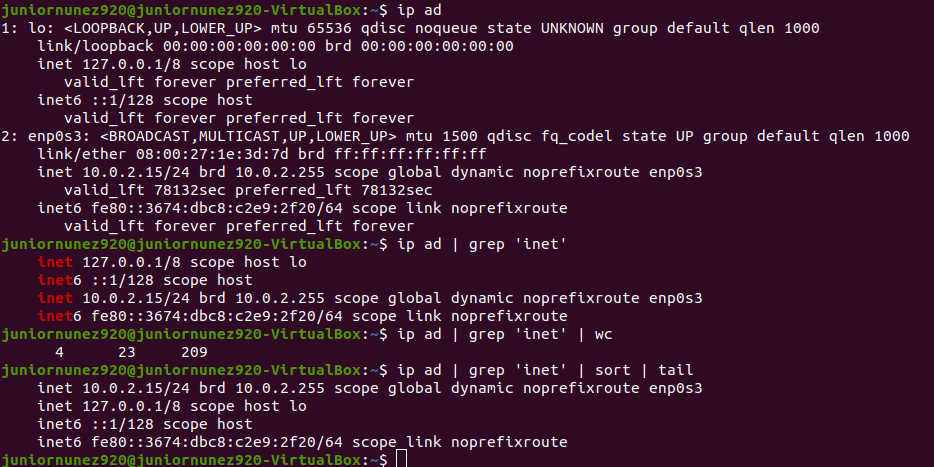 juniornunez920@juniornunez920-VirtualBox:~$ ip ad
1: lo: <LOOPBACK,UP,LOWER_UP> mtu 65536 qdisc noqueue state UNKNOWN group default qlen 1000
    link/loopback 00:00:00:00:00:00 brd 00:00:00:00:00:00
    inet 127.0.0.1/8 scope host lo
       valid_lft forever preferred_lft forever
    inet6 ::1/128 scope host
       valid_lft forever preferred_lft forever
2: enp0s3: <BROADCAST,MULTICAST,UP,LOWER_UP> mtu 1500 qdisc fq_codel state UP group default qlen 1000
    link/ether 08:00:27:1e:3d:7d brd ff:ff:ff:ff:ff:ff
    inet 10.0.2.15/24 brd 10.0.2.255 scope global dynamic noprefixroute enp0s3
       valid_lft 78132sec preferred_lft 78132sec
    inet6 fe80::3674:dbc8:c2e9:2f20/64 scope link noprefixroute
       valid_lft forever preferred_lft forever
juniornunez920@juniornunez920-VirtualBox:~$ ip ad | grep 'inet'
    inet 127.0.0.1/8 scope host lo
    inet6 ::1/128 scope host
    inet 10.0.2.15/24 brd 10.0.2.255 scope global dynamic noprefixroute enp0s3
    inet6 fe80::3674:dbc8:c2e9:2f20/64 scope link noprefixroute
juniornunez920@juniornunez920-VirtualBox:~$ ip ad | grep 'inet' | wc
      4      23     209
juniornunez920@juniornunez920-VirtualBox:~$ ip ad | grep 'inet' | sort | tail
    inet 10.0.2.15/24 brd 10.0.2.255 scope global dynamic noprefixroute enp0s3
    inet 127.0.0.1/8 scope host lo
    inet6 ::1/128 scope host
    inet6 fe80::3674:dbc8:c2e9:2f20/64 scope link noprefixroute
juniornunez920@juniornunez920-VirtualBox:~$